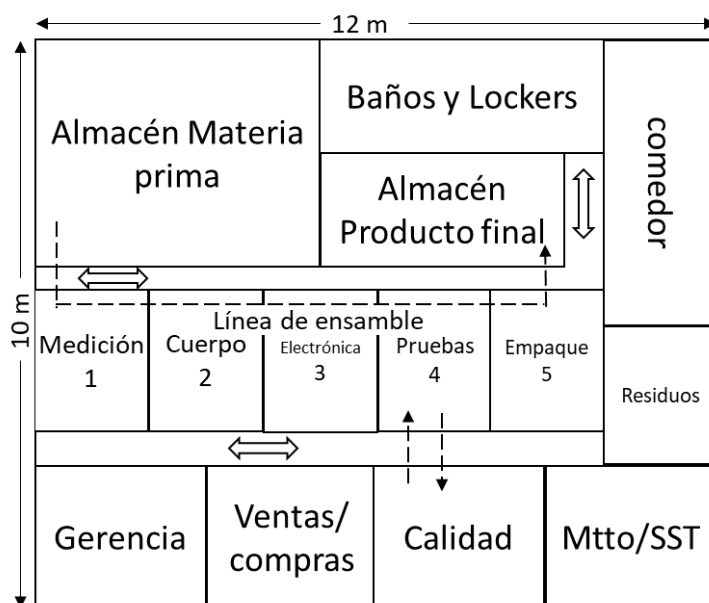 12 m
10 m
Almacén Materia
prima
Baños y Lockers
comedor
Almacén
Producto final
Línea de ensamble
Medición
1
Cuerpo
2
Electrónica
3
Pruebas
4
Empaque
5
Residuos
Gerencia
Ventas/
compras
Calidad
Mtto/SST